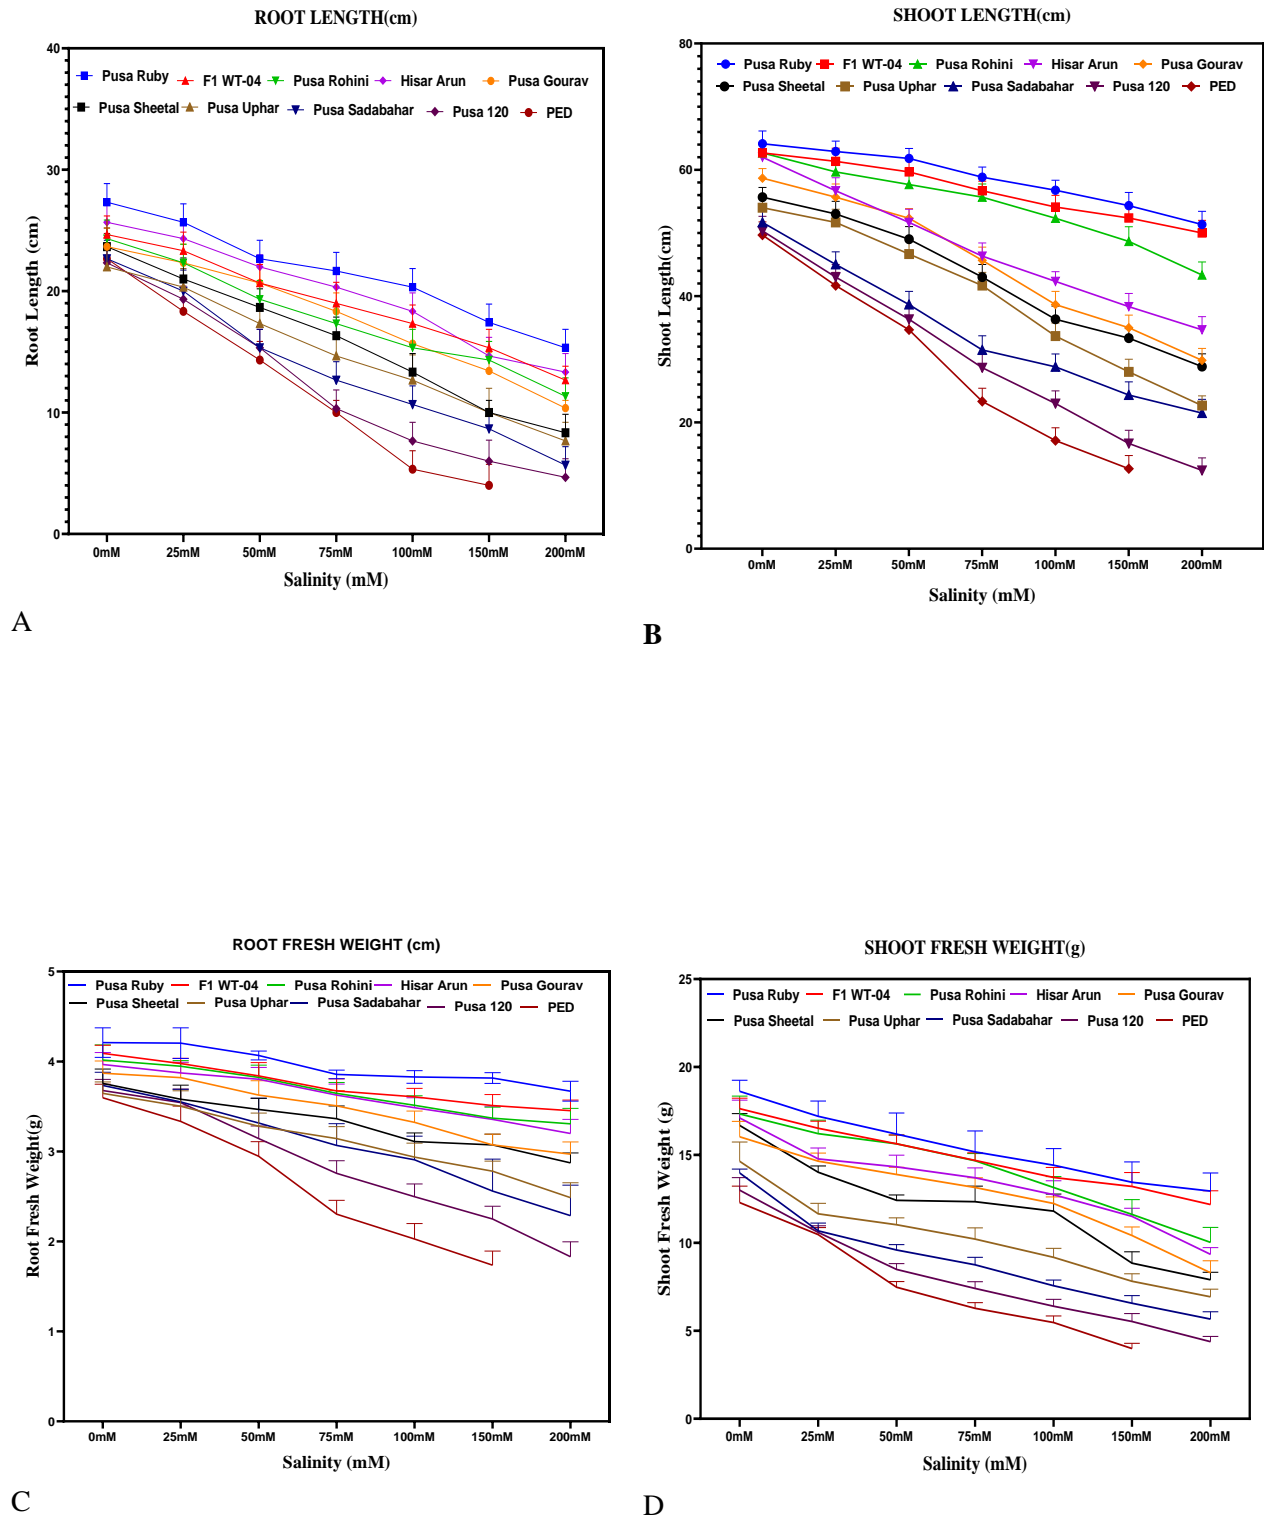 ROOT LENGTH(cm)
40
30
20
10
0
Root Length (cm)
Pusa Ruby F1 WT-04 Pusa Rohini Hisar Arun Pusa Gourav
Pusa Sheetal Pusa Uphar Pusa Sadabahar Pusa 120 PED
0mM 25mM 50mM 75mM 100mM 150mM 200mM
Salinity (mM)
A
SHOOT LENGTH(cm)
80
60
40
20
0
Shoot Length(cm)
Pusa Ruby F1 WT-04 Pusa Rohini Hisar Arun Pusa Gourav
Pusa Sheetal Pusa Uphar Pusa Sadabahar Pusa 120 PED
0mM 25mM 50mM 75mM 100mM 150mM 200mM
Salinity (mM)
B
ROOT FRESH WEIGHT (cm)
5
4
3
2
1
0
Root Fresh Weight(g)
Pusa Ruby F1 WT-04 Pusa Rohini Hisar Arun Pusa Gourav
Pusa Sheetal Pusa Uphar Pusa Sadabahar Pusa 120 PED
0mM 25mM 50mM 75mM 100mM 150mM 200mM
Salinity (mM)
C
SHOOT FRESH WEIGHT(g)
25
20
15
10
5
0
Shoot Fresh Weight (g)
Pusa Ruby F1 WT-04 Pusa Rohini Hisar Arun Pusa Gourav
Pusa Sheetal Pusa Uphar Pusa Sadabahar Pusa 120 PED
0mM 25mM 50mM 75mM 100mM 150mM 200mM
Salinity (mM)
D